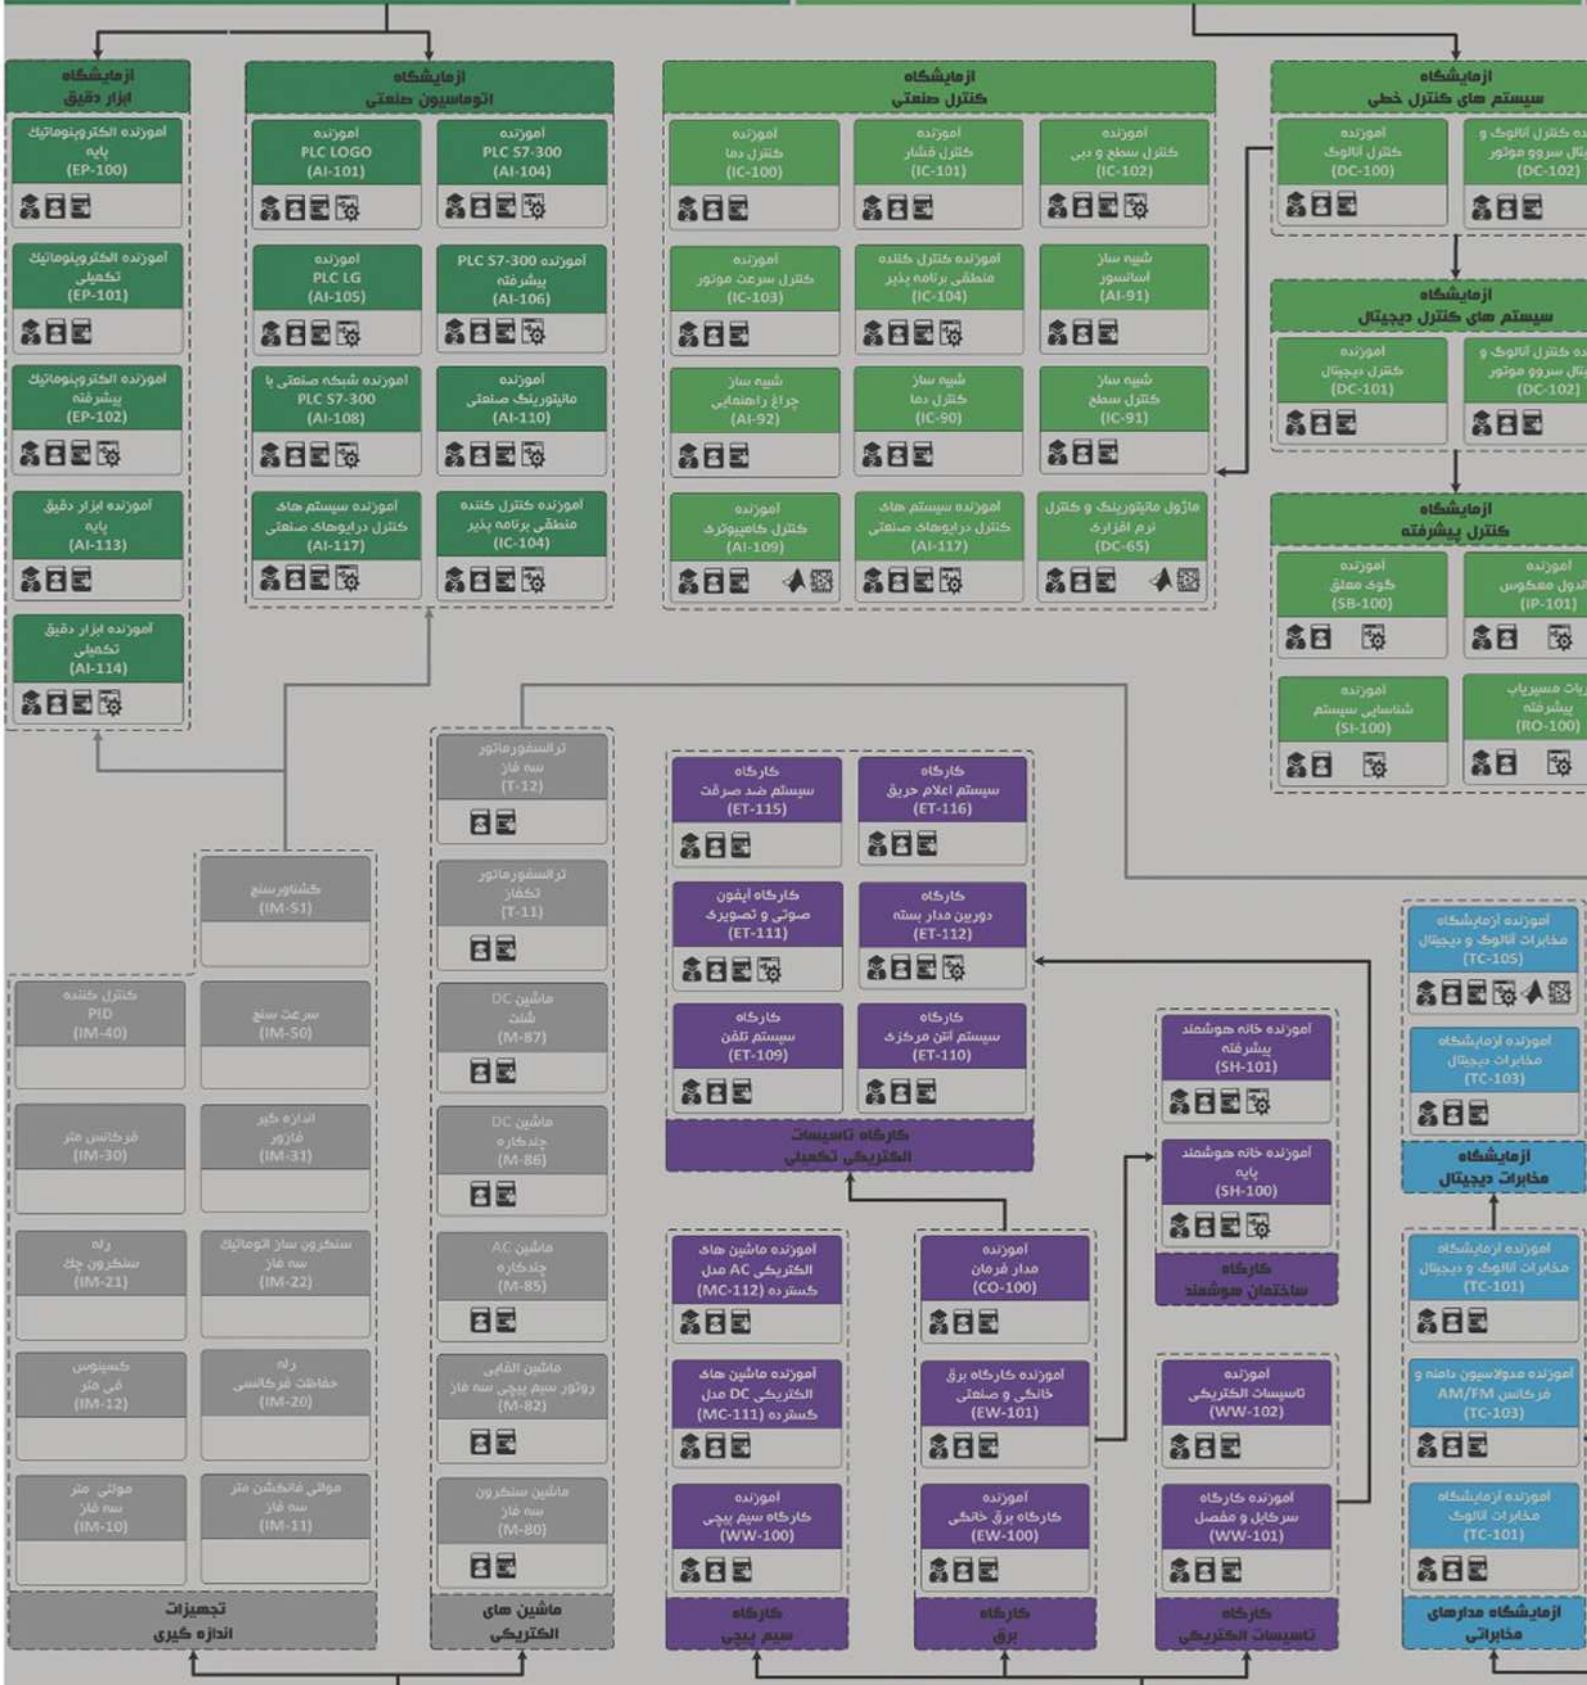 آزمایشگاه
ابزار دقیق
آموزنده الکترونیوماتیک
پایه
(EP-100)
آموزنده الکترونیوماتیک
تکمیلی
(EP-101)
آموزنده الکترونیوماتیک
پیشرفته
(EP-102)
آموزنده ابزار دقیق
پایه
(AI-113)
آموزنده ابزار دقیق
تکمیلی
(AI-114)
آزمایشگاه
اتوماسیون صنعتی
آموزنده
PLC LOGO
(AI-101)
آموزنده
PLC S7-300
(AI-104)
آموزنده
PLC LG
(AI-105)
آموزنده PLC S7-300
پیشرفته
(AI-106)
آموزنده شبکه صنعتی با
PLC S7-300
(AI-108)
آموزنده
مانیتورینگ صنعتی
(AI-110)
آموزنده سیستم های
کنترل درایوهای صنعتی
(AI-117)
آموزنده کنترل کننده
منطقی برنامه پذیر
(IC-104)
آزمایشگاه
کنترل صنعتی
آموزنده
کنترل دما
(IC-100)
آموزنده
کنترل فشار
(IC-101)
آموزنده
کنترل سطح و دبی
(IC-102)
آموزنده
کنترل سرعت موتور
(IC-103)
آموزنده کنترل کننده
منطقی برنامه پذیر
(IC-104)
شبیه ساز
آسانسور
(AI-91)
شبیه ساز
چراغ راهنمایی
(AI-92)
شبیه ساز
کنترل دما
(IC-90)
شبیه ساز
کنترل سطح
(IC-91)
آموزنده
کنترل کامپیوتری
(AI-109)
آموزنده سیستم های
کنترل درایوهای صنعتی
(AI-117)
ماژول مانیتورینگ و کنترل
نرم افزاری
(DC-65)
آزمایشگاه
سیستم های کنترل خطی
آموزنده
کنترل آنالوگ
(DC-100)
کنترل آنالوگ و
سروو موتور
(DC-102)
آزمایشگاه
سیستم های کنترل دیجیتال
آموزنده
کنترل دیجیتال
(DC-101)
کنترل آنالوگ و
سروو موتور
(DC-102)
آزمایشگاه
کنترل پیشرفته
آموزنده
گوی معلق
(SB-100)
آموزنده
معکوس
(IP-101)
آموزنده
شناسایی سیستم
(SI-100)
مسیریاب
پیشرفته
(RO-100)
ترانسفورماتور
سه فاز
(T-12)
ترانسفورماتور
تکفاز
(T-11)
ماشین DC
شنت
(M-87)
ماشین DC
چندکاره
(M-86)
ماشین AC
چندکاره
(M-85)
ماشین القایی
روتور سیم پیچی سه فاز
(M-82)
ماشین سنکرون
سه فاز
(M-80)
ماشین های
الکتریکی
گشتاورسنج
(IM-51)
کنترل کننده
PID
(IM-40)
سرعت سنج
(IM-50)
فرکانس متر
(IM-30)
اندازه گیر
فازور
(IM-31)
رله
سنکرون چک
(IM-21)
سنکرون ساز اتوماتیک
سه فاز
(IM-22)
کسینوس
فی متر
(IM-12)
رله
حفاظت فرکانسی
(IM-20)
مولتی متر
سه فاز
(IM-10)
مولتی فانکشن متر
سه فاز
(IM-11)
تجهیزات
اندازه گیری
کارگاه
سیستم ضد سرقت
(ET-115)
کارگاه
سیستم اعلام حریق
(ET-116)
کارگاه آیفون
صوتی و تصویری
(ET-111)
کارگاه
دوربین مدار بسته
(ET-112)
کارگاه
سیستم تلفن
(ET-109)
کارگاه
سیستم آنتن مرکزی
(ET-110)
کارگاه تاسیسات
الکتریکی تکمیلی
آموزنده ماشین های
الکتریکی AC مدل
گسترده (MC-112)
آموزنده ماشین های
الکتریکی DC مدل
گسترده (MC-111)
آموزنده
کارگاه سیم پیچی
(WW-100)
کارگاه
سیم پیچی
آموزنده
مدار فرمان
(CO-100)
آموزنده کارگاه برق
خانگی و صنعتی
(EW-101)
آموزنده
کارگاه برق خانگی
(EW-100)
کارگاه
برق
آموزنده خانه هوشمند
پیشرفته
(SH-101)
آموزنده خانه هوشمند
پایه
(SH-100)
کارگاه
ساختمان هوشمند
آموزنده
تاسیسات الکتریکی
(WW-102)
آموزنده کارگاه
سرکابل و مفصل
(WW-101)
کارگاه
تاسیسات الکتریکی
آموزنده آزمایشگاه
مخابرات آنالوگ و دیجیتال
(TC-105)
آموزنده آزمایشگاه
مخابرات دیجیتال
(TC-103)
آزمایشگاه
مخابرات دیجیتال
آموزنده آزمایشگاه
مخابرات آنالوگ و دیجیتال
(TC-101)
آموزنده مدولاسیون دامنه و
فرکانس AM/FM
(TC-103)
آموزنده آزمایشگاه
مخابرات آنالوگ
(TC-101)
آزمایشگاه مدارهای
مخابراتی